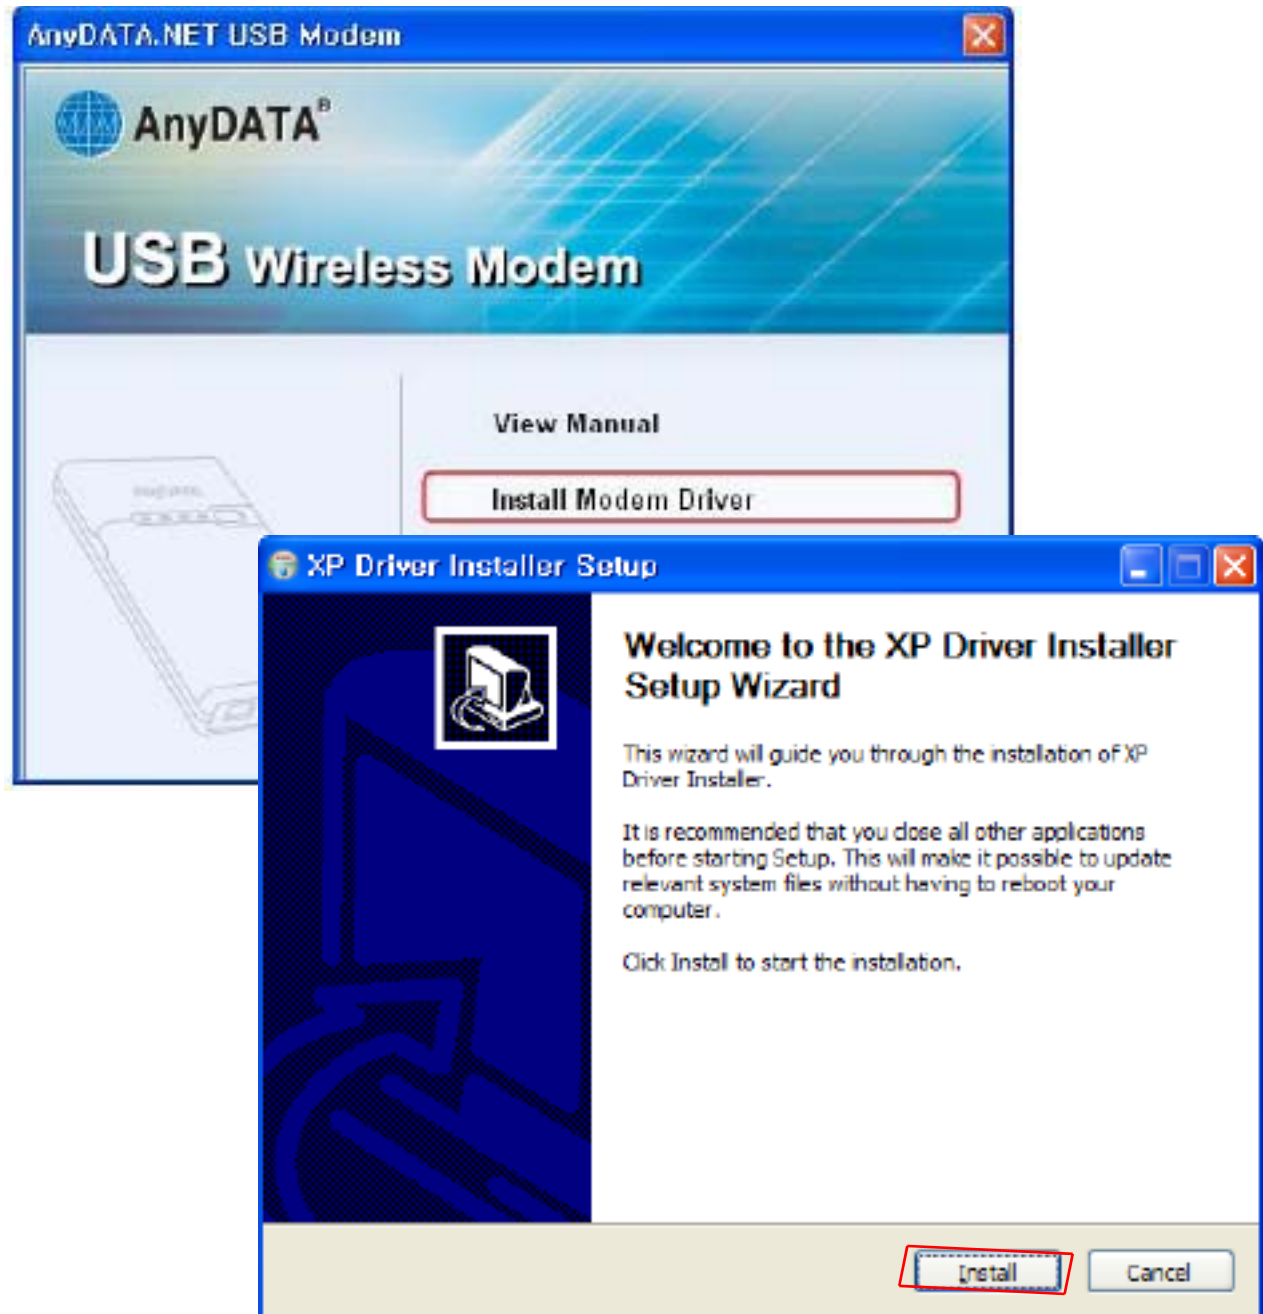 AnyDATA.NET USB Modem
AnyDATA®
USB Wireless Modem
View Manual
Install Modem Driver
XP Driver Installer Setup
Welcome to the XP Driver Installer
Setup Wizard
This wizard will guide you through the installation of XP
Driver Installer.
It is recommended that you close all other applications
before starting Setup. This will make it possible to update
relevant system files without having to reboot your
computer.
Click Install to start the installation.
Install
Cancel